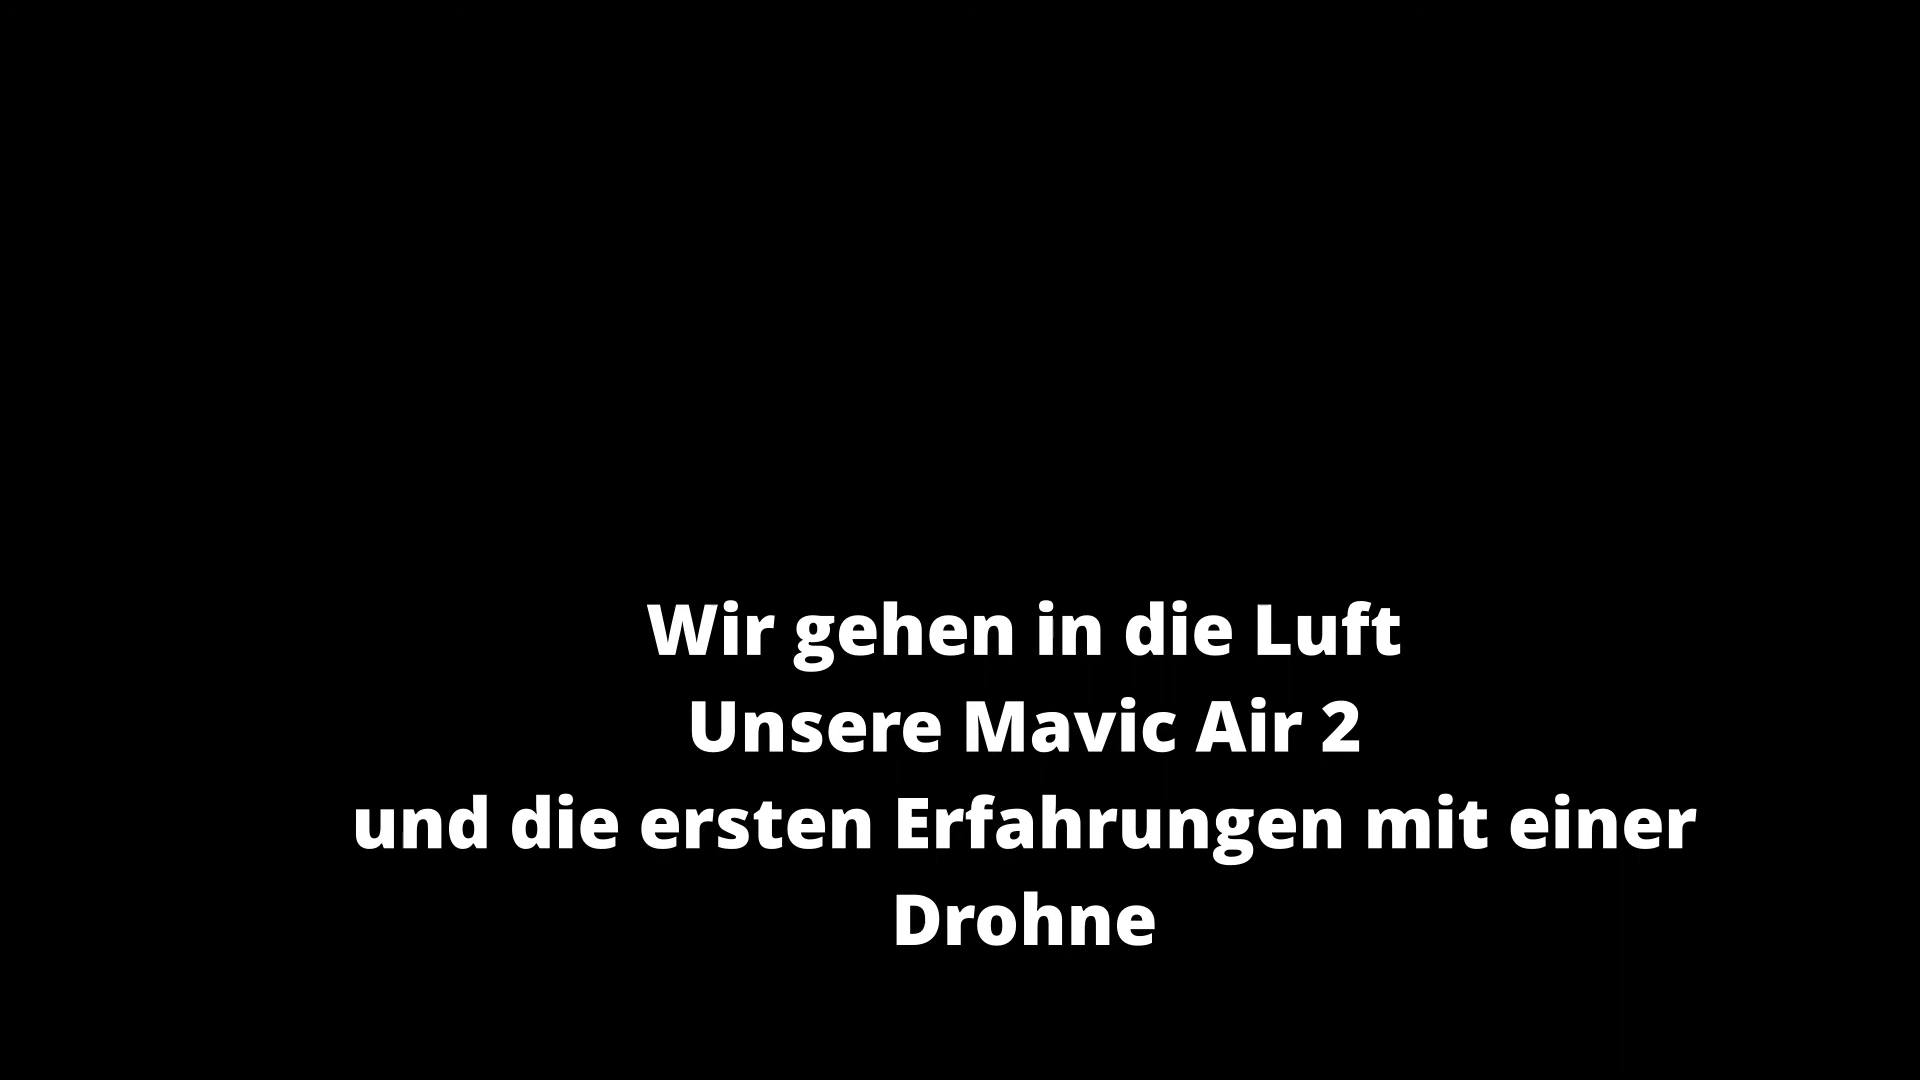 Wir gehen in die Luft
Unsere Mavic Air 2
und die ersten Erfahrungen mit einer
Drohne